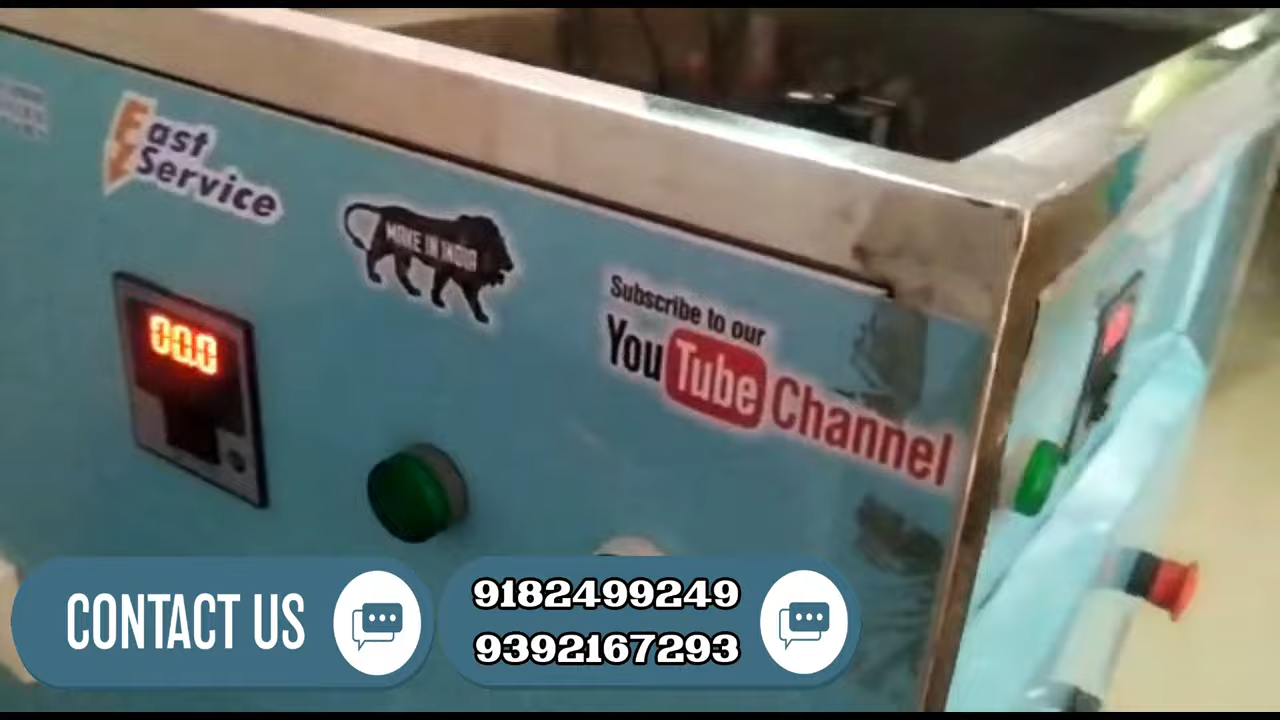 Fast
Service
MAKE IN INDIA
Subscribe to our
YouTube Channel
00.0
CONTACT US
9182499249
9392167293